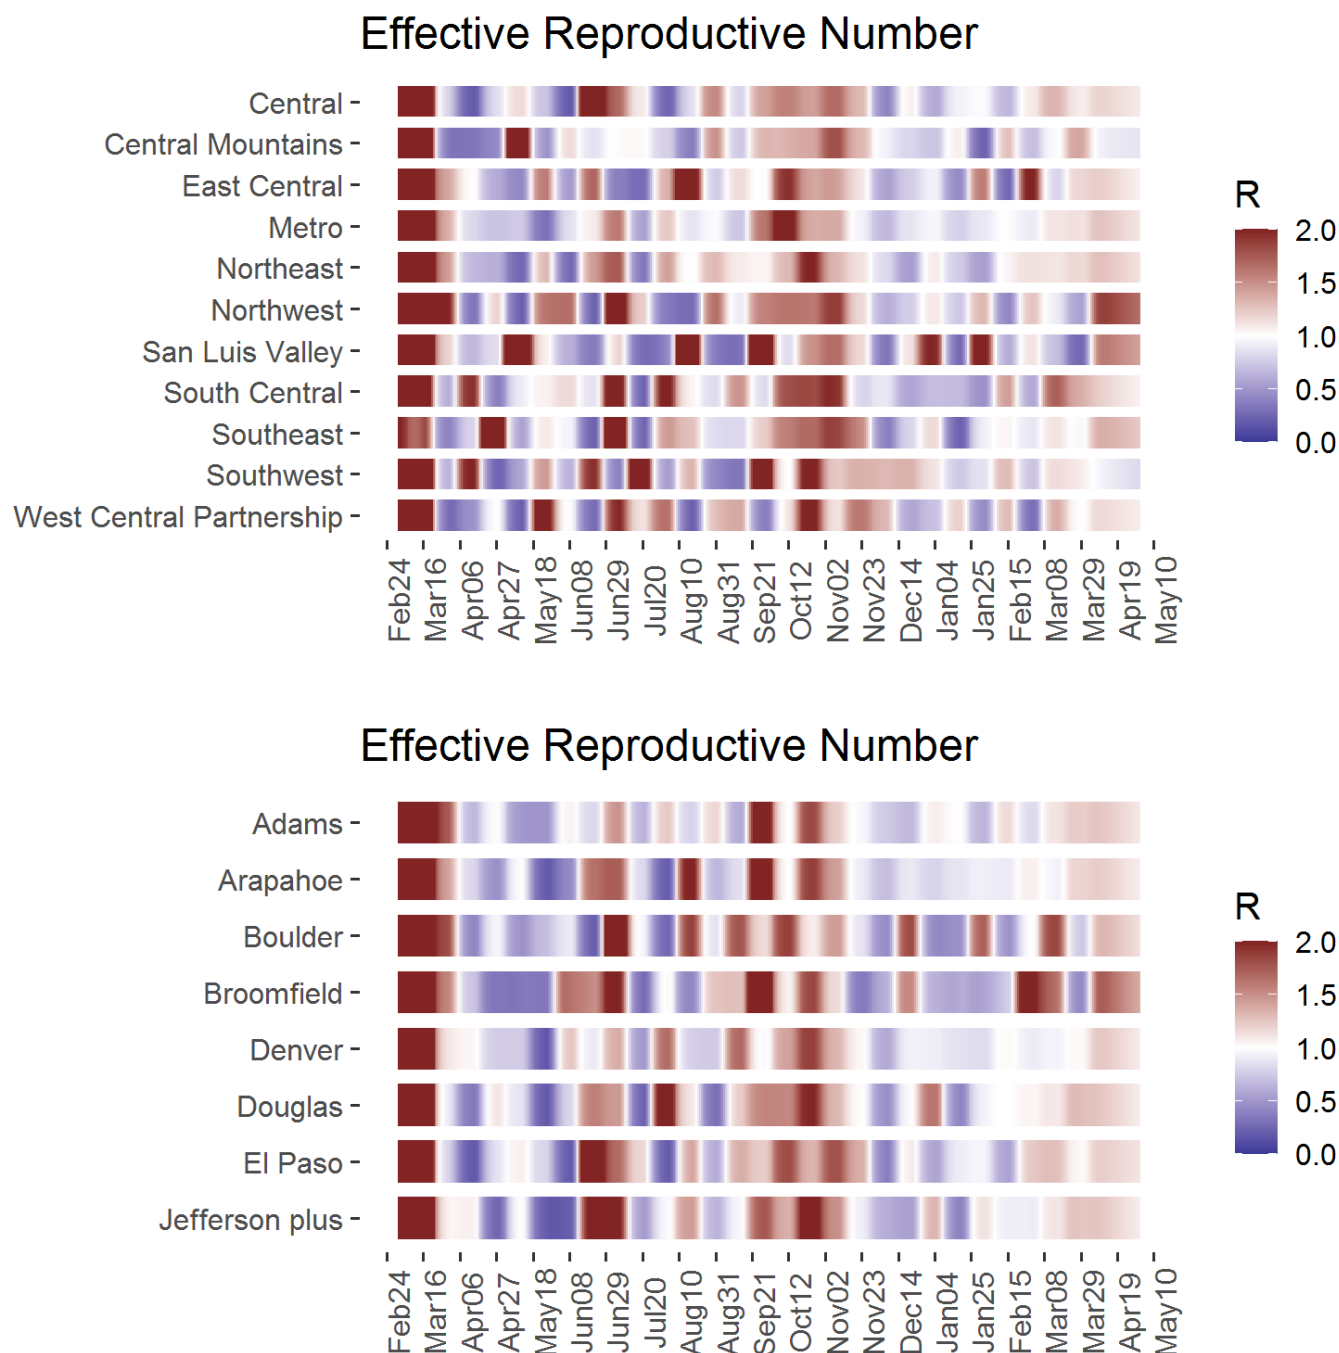 Effective Reproductive Number
Central
Central Mountains
East Central
Metro
Northeast
Northwest
San Luis Valley
South Central
Southeast
Southwest
West Central Partnership
Feb24
Mar16
Apr06
Apr27
May18
Jun08
Jun29
Jul20
Aug10
Aug31
Sep21
Oct12
Nov02
Nov23
Dec14
Jan04
Jan25
Feb15
Mar08
Mar29
Apr19
May10
R
2.0
1.5
1.0
0.5
0.0
Effective Reproductive Number
Adams
Arapahoe
Boulder
Broomfield
Denver
Douglas
El Paso
Jefferson plus
Feb24
Mar16
Apr06
Apr27
May18
Jun08
Jun29
Jul20
Aug10
Aug31
Sep21
Oct12
Nov02
Nov23
Dec14
Jan04
Jan25
Feb15
Mar08
Mar29
Apr19
May10
R
2.0
1.5
1.0
0.5
0.0